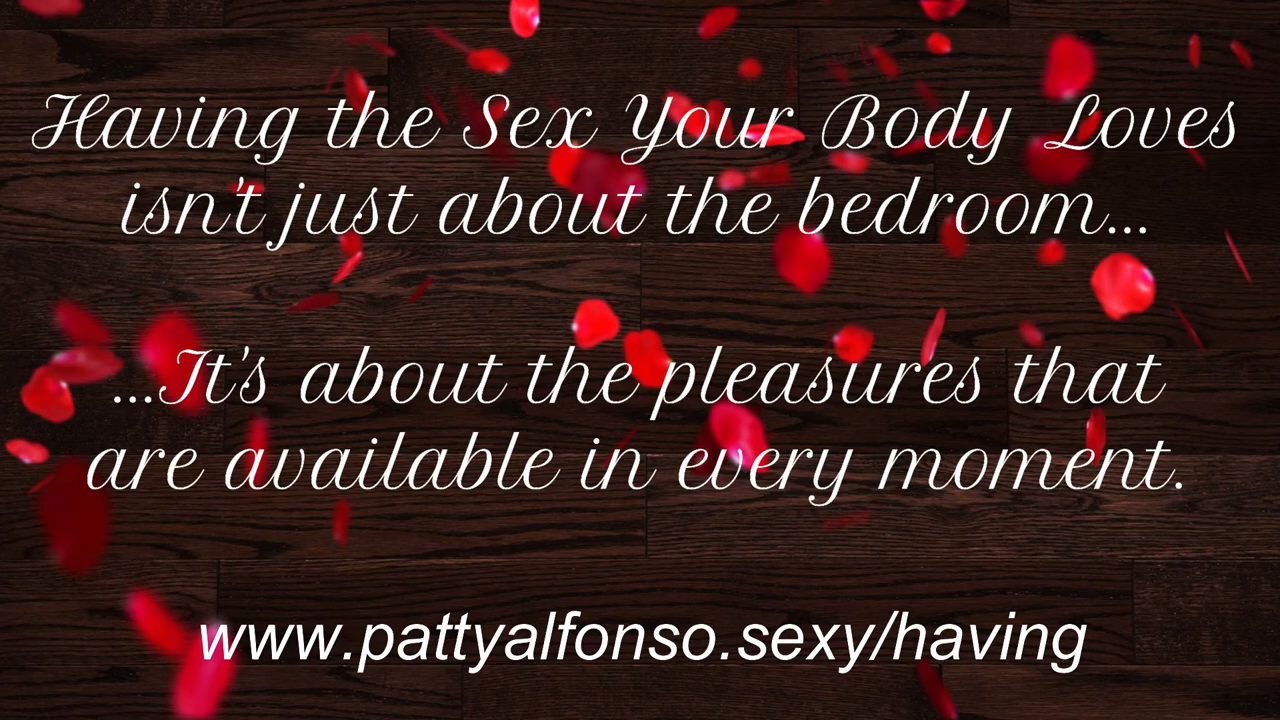 Having the Sex Your Body Loves
isn't just about the bedroom...
...It's about the pleasures that
are available in every moment.
www.pattyalfonso.sexy/having